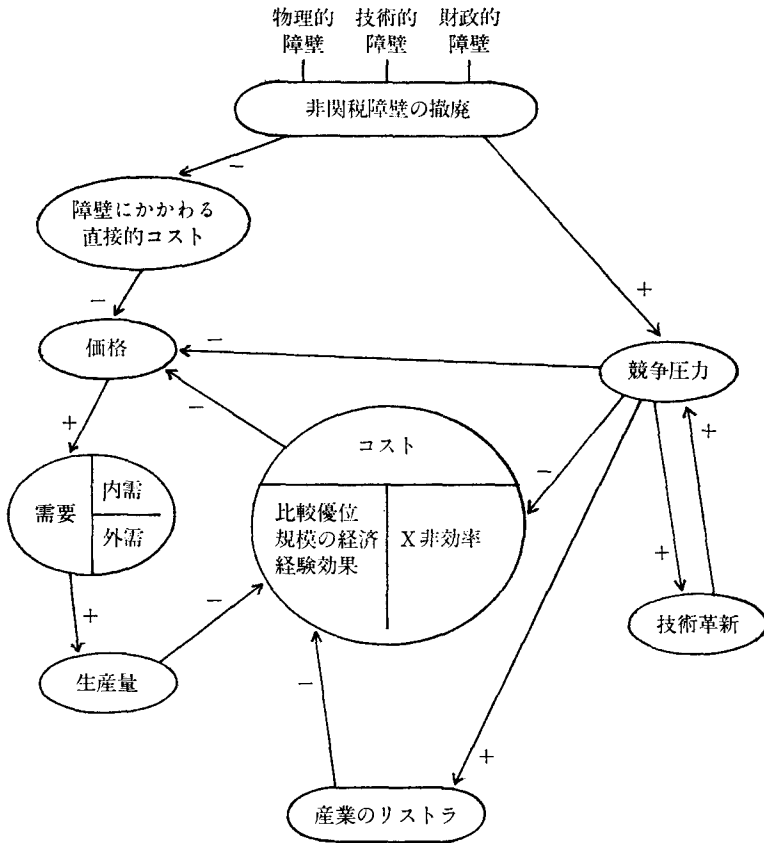 物理的 技術的 財政的
障壁 障壁 障壁
非関税障壁の撤廃
−
障壁にかかわる
直接的コスト
+
−
価格
−
競争圧力
−
+
+
コスト
−
需要
内需
外需
比較優位
規模の経済
経験効果
X非効率
+
+
−
技術革新
生産量
−
+
産業のリストラ